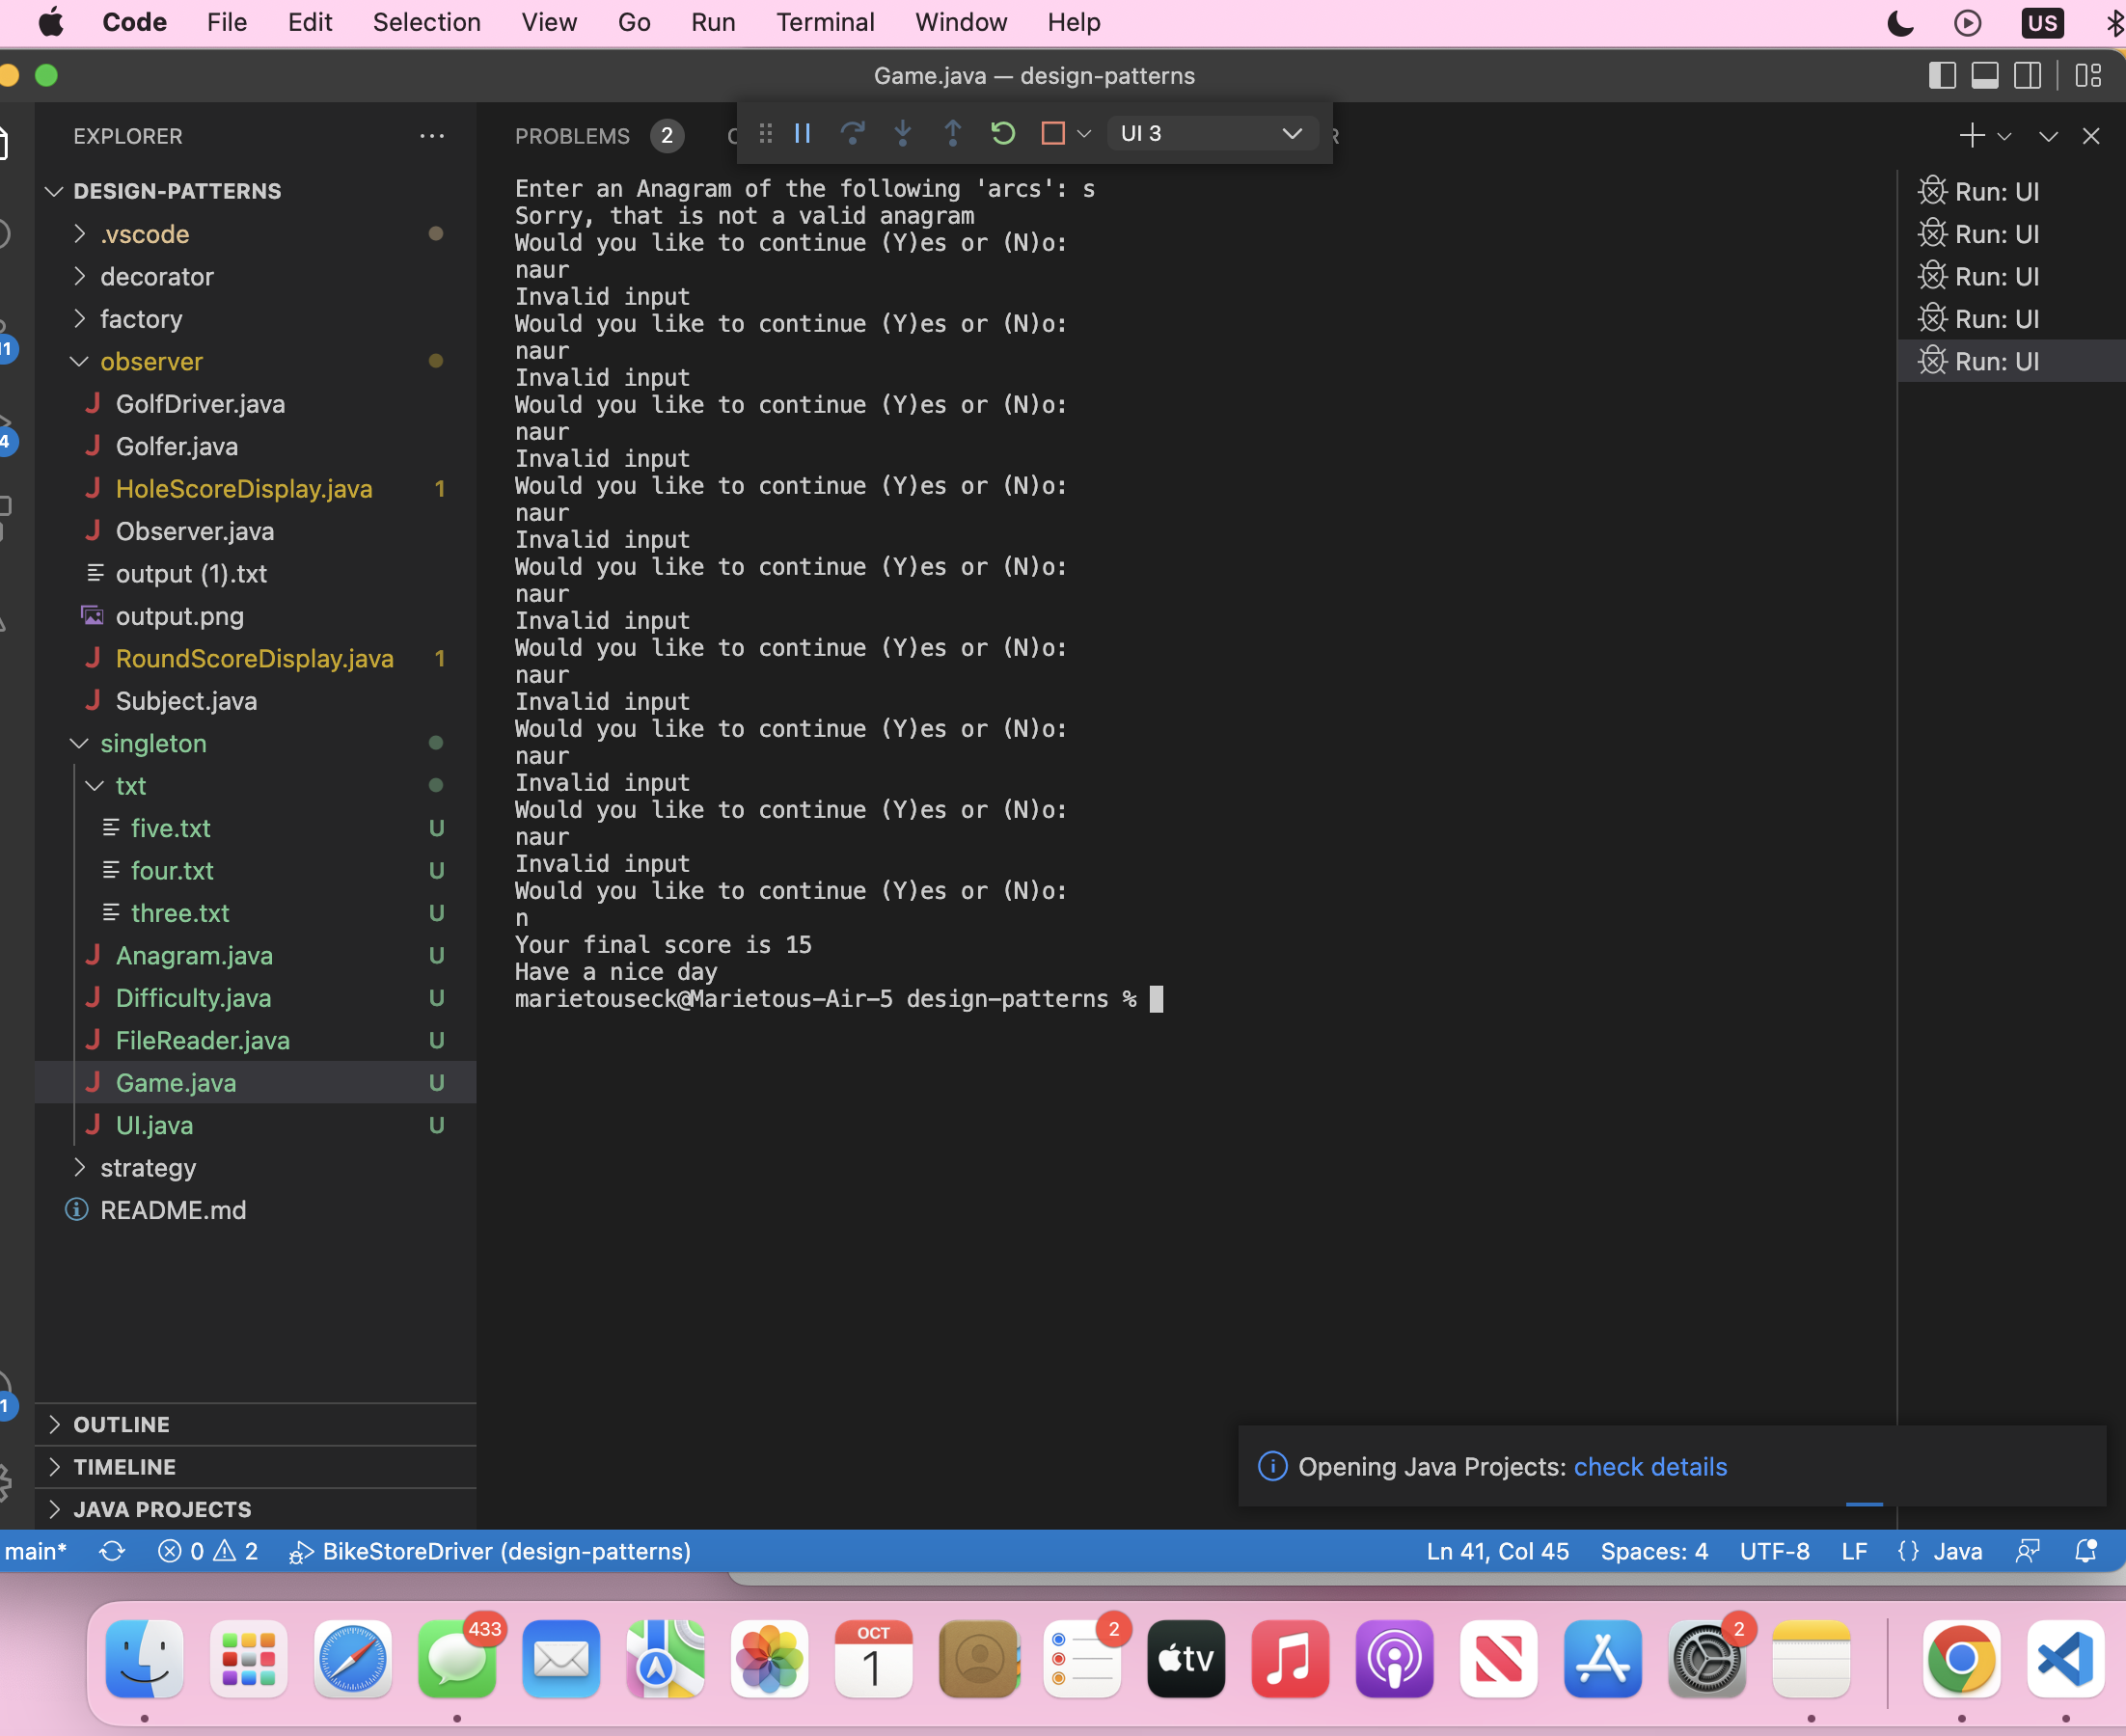 Code File Edit Selection View Go Run Terminal Window Help US
Game.java — design-patterns
EXPLORER
DESIGN-PATTERNS
.vscode
decorator
factory
observer
GolfDriver.java
Golfer.java
HoleScoreDisplay.java 1
Observer.java
output (1).txt
output.png
RoundScoreDisplay.java 1
Subject.java
singleton
txt
five.txt U
four.txt U
three.txt U
Anagram.java U
Difficulty.java U
FileReader.java U
Game.java U
UI.java U
strategy
README.md
OUTLINE
TIMELINE
JAVA PROJECTS
11
4
1
PROBLEMS 2
UI 3
Enter an Anagram of the following 'arcs': s
Sorry, that is not a valid anagram
Would you like to continue (Y)es or (N)o:
naur
Invalid input
Would you like to continue (Y)es or (N)o:
naur
Invalid input
Would you like to continue (Y)es or (N)o:
naur
Invalid input
Would you like to continue (Y)es or (N)o:
naur
Invalid input
Would you like to continue (Y)es or (N)o:
naur
Invalid input
Would you like to continue (Y)es or (N)o:
naur
Invalid input
Would you like to continue (Y)es or (N)o:
naur
Invalid input
Would you like to continue (Y)es or (N)o:
naur
Invalid input
Would you like to continue (Y)es or (N)o:
n
Your final score is 15
Have a nice day
marietouseck@Marietous-Air-5 design-patterns %
Run: UI
Run: UI
Run: UI
Run: UI
Run: UI
Opening Java Projects: check details
main* 0 2 BikeStoreDriver (design-patterns) Ln 41, Col 45 Spaces: 4 UTF-8 LF {} Java
433
OCT
1
2
tv
2